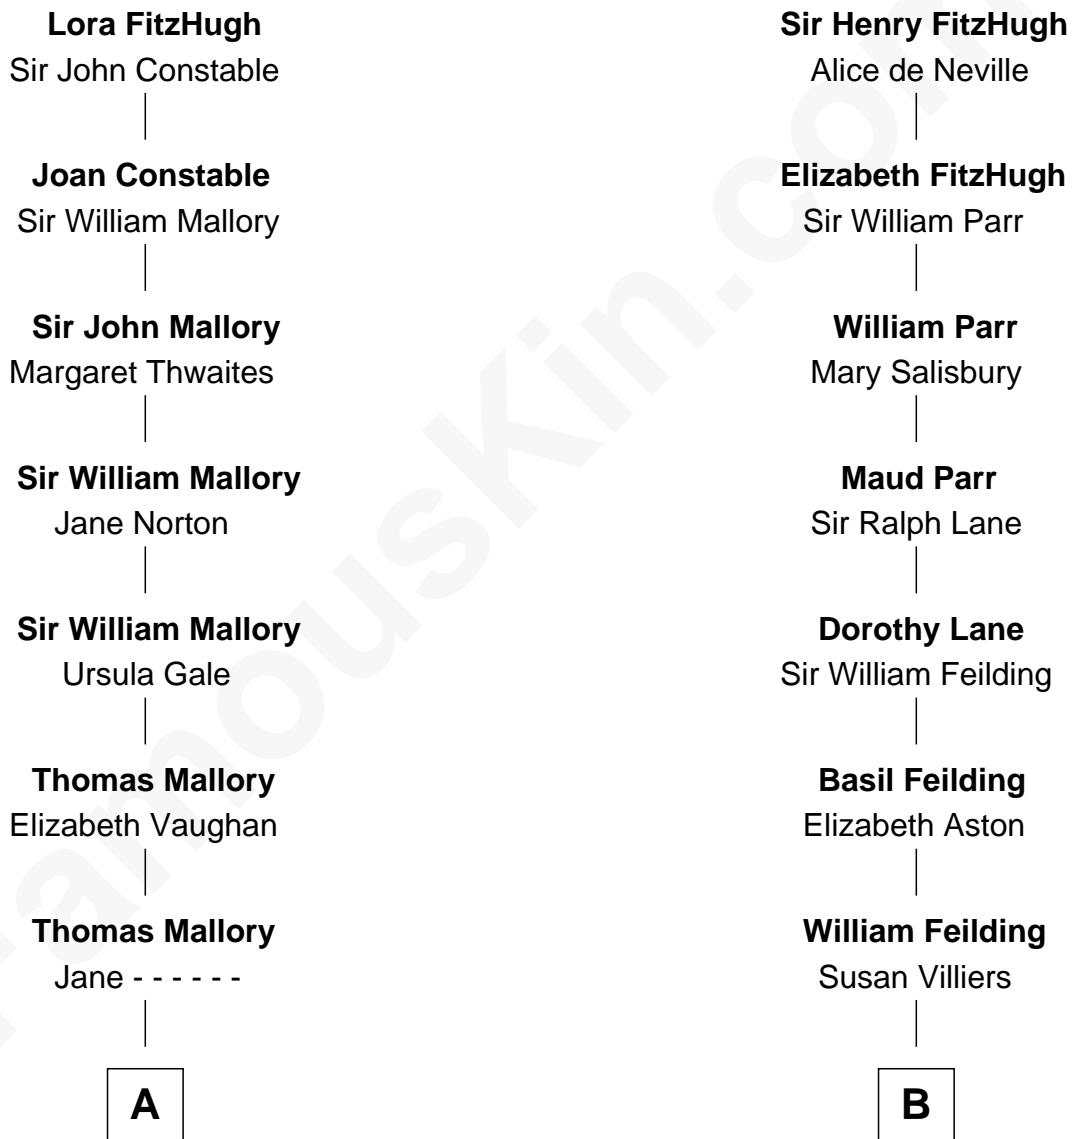 Lora FitzHugh
Sir John Constable
Joan Constable
Sir William Mallory
Sir John Mallory
Margaret Thwaites
Sir William Mallory
Jane Norton
Sir William Mallory
Ursula Gale
Thomas Mallory
Elizabeth Vaughan
Thomas Mallory
Jane - - - - - -
A
Sir Henry FitzHugh
Alice de Neville
Elizabeth FitzHugh
Sir William Parr
William Parr
Mary Salisbury
Maud Parr
Sir Ralph Lane
Dorothy Lane
Sir William Feilding
Basil Feilding
Elizabeth Aston
William Feilding
Susan Villiers
B
FamousKin.com